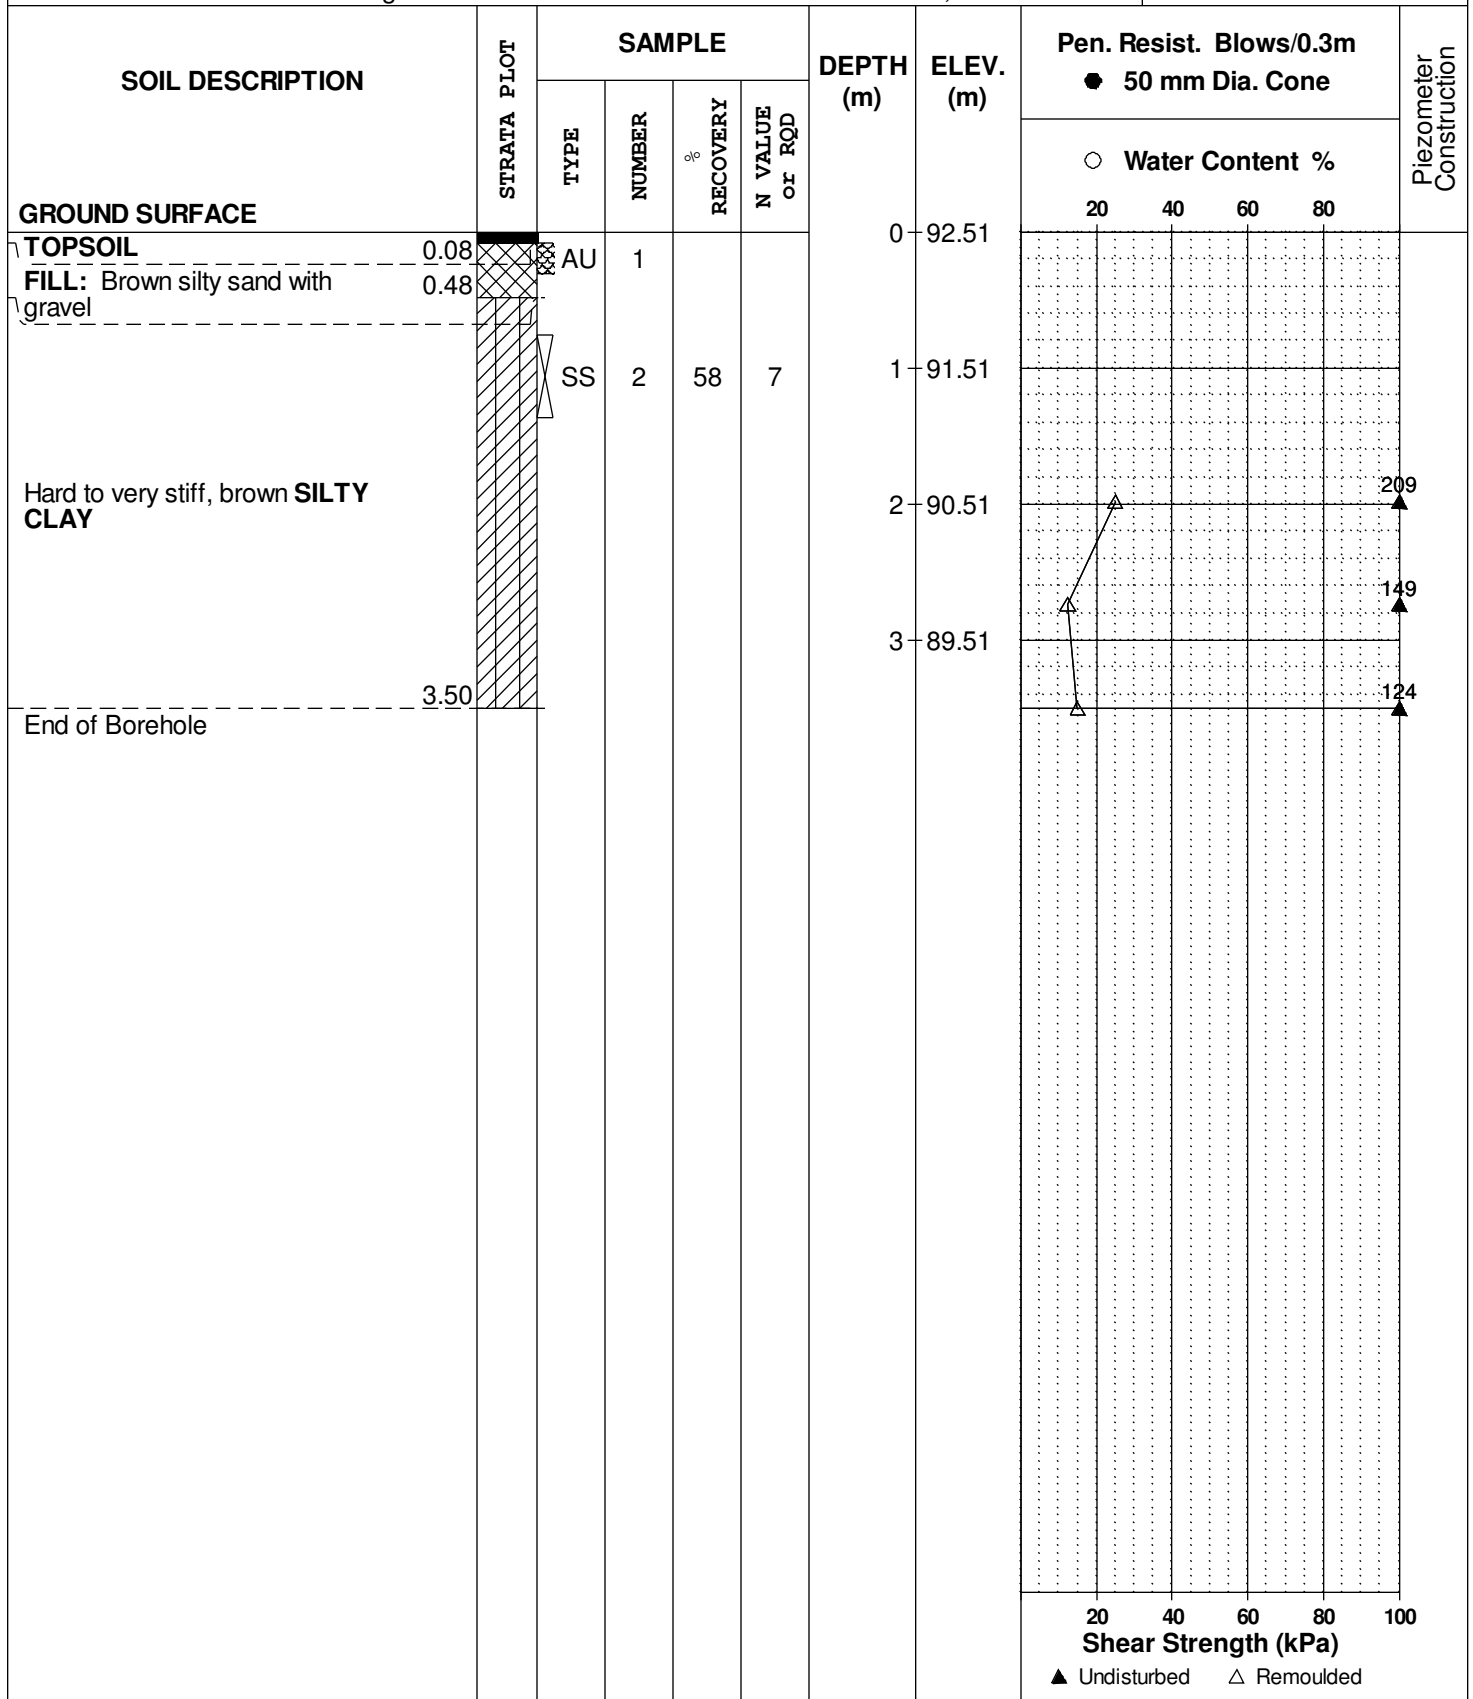 SOIL DESCRIPTION
GROUND SURFACE
STRATA PLOT
SAMPLE
TYPE
NUMBER
%
RECOVERY
N VALUE
or RQD
DEPTH
(m)
ELEV.
(m)
Pen. Resist. Blows/0.3m
● 50 mm Dia. Cone
○ Water Content %
20 40 60 80
Piezometer
Construction
0 92.51
TOPSOIL 0.08
AU 1
FILL: Brown silty sand with 0.48
gravel
SS 2 58 7
1 91.51
Hard to very stiff, brown SILTY
CLAY
209
2 90.51
149
3 89.51
3.50
124
End of Borehole
20 40 60 80 100
Shear Strength (kPa)
▲ Undisturbed △ Remoulded